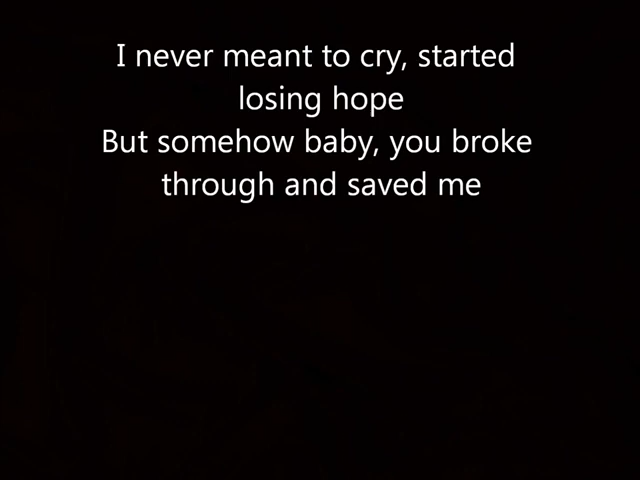 I never meant to cry, started
losing hope
But somehow baby, you broke
through and saved me